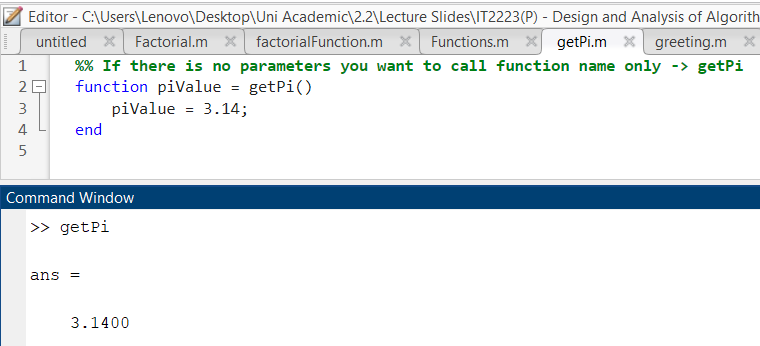 Editor - C:\Users\Lenovo\Desktop\Uni Academic\2.2\Lecture Slides\IT2223(P) - Design and Analysis of Algorith
untitled Factorial.m factorialFunction.m Functions.m getPi.m greeting.m
1 %% If there is no parameters you want to call function name only -> getPi
2 function piValue = getPi()
3 piValue = 3.14;
4 end
5
Command Window
>> getPi
ans =
3.1400